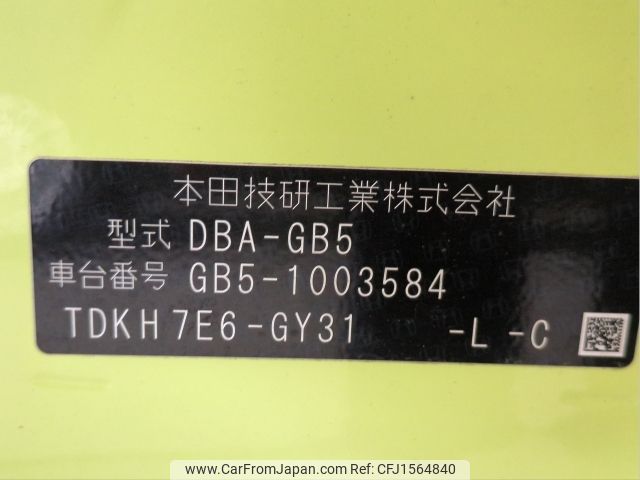 本田技研工業株式会社
型式 DBA-GB5
車台番号 GB5-1003584
TDKH7E6-GY31 -L -C
www.CarFromJapan.com CFJ1564840